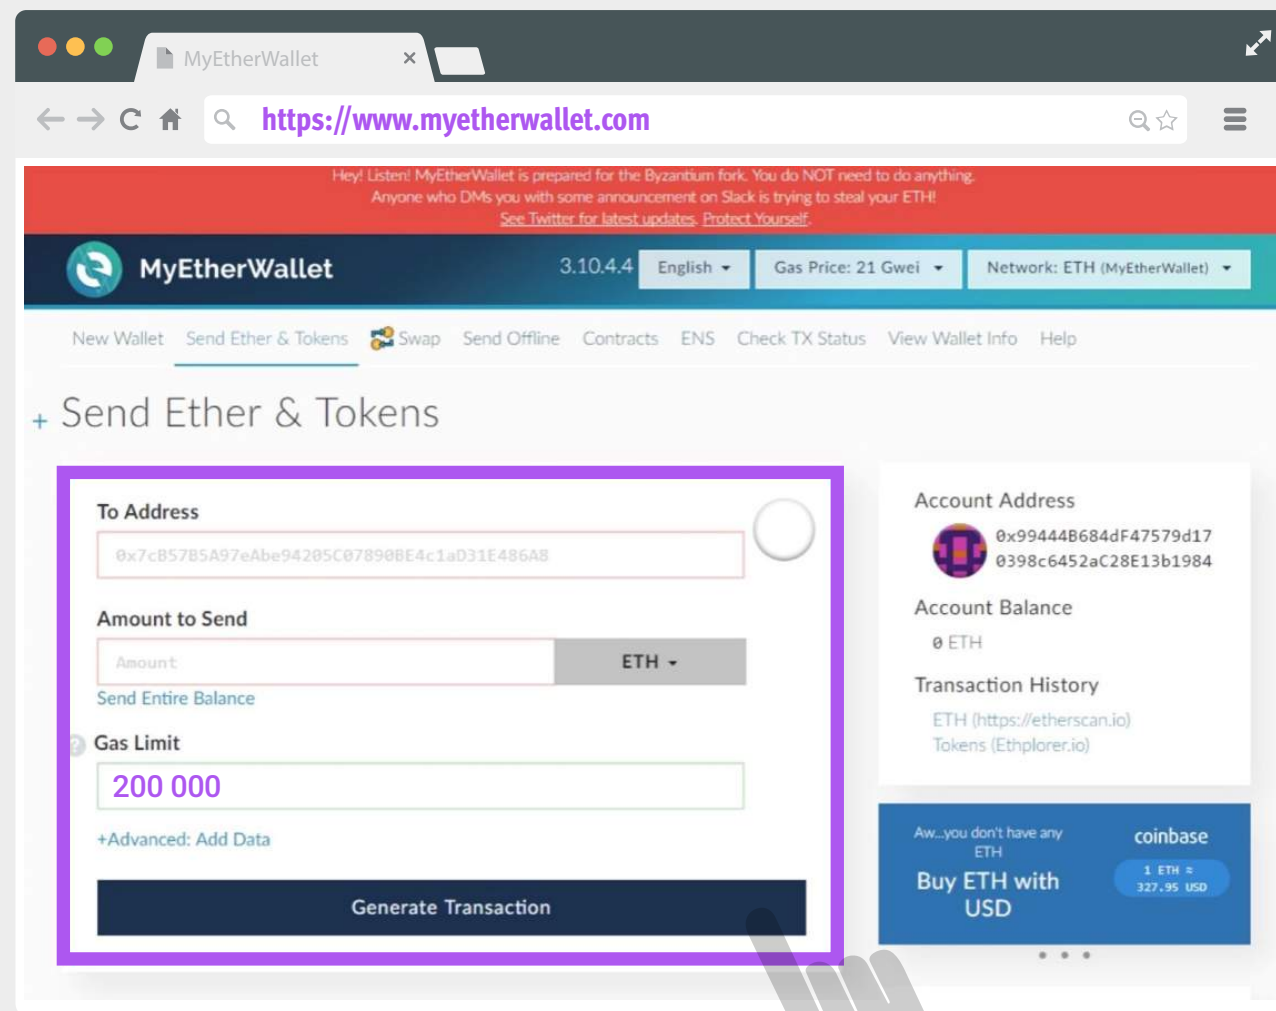 MyEtherWallet
https://www.myetherwallet.com
Hey! Listen! MyEtherWallet is prepared for the Byzantium fork. You do NOT need to do anything.
Anyone who DMs you with some announcement on Slack is trying to steal your ETH!
See Twitter for latest updates. Protect Yourself.
MyEtherWallet 3.10.4.4 English Gas Price: 21 Gwei Network: ETH (MyEtherWallet)
New Wallet Send Ether & Tokens Swap Send Offline Contracts ENS Check TX Status View Wallet Info Help
+ Send Ether & Tokens
To Address
0x7cB57B5A97eAbe94205C07890BE4c1aD31E486A8
Amount to Send
Amount ETH
Send Entire Balance
? Gas Limit
200 000
+Advanced: Add Data
Generate Transaction
Account Address
0x99444B684dF47579d17
0398c6452aC28E13b1984
Account Balance
0 ETH
Transaction History
ETH (https://etherscan.io)
Tokens (Ethplorer.io)
Aw...you don't have any
ETH
Buy ETH with
USD
coinbase
1 ETH ≈
327.95 USD